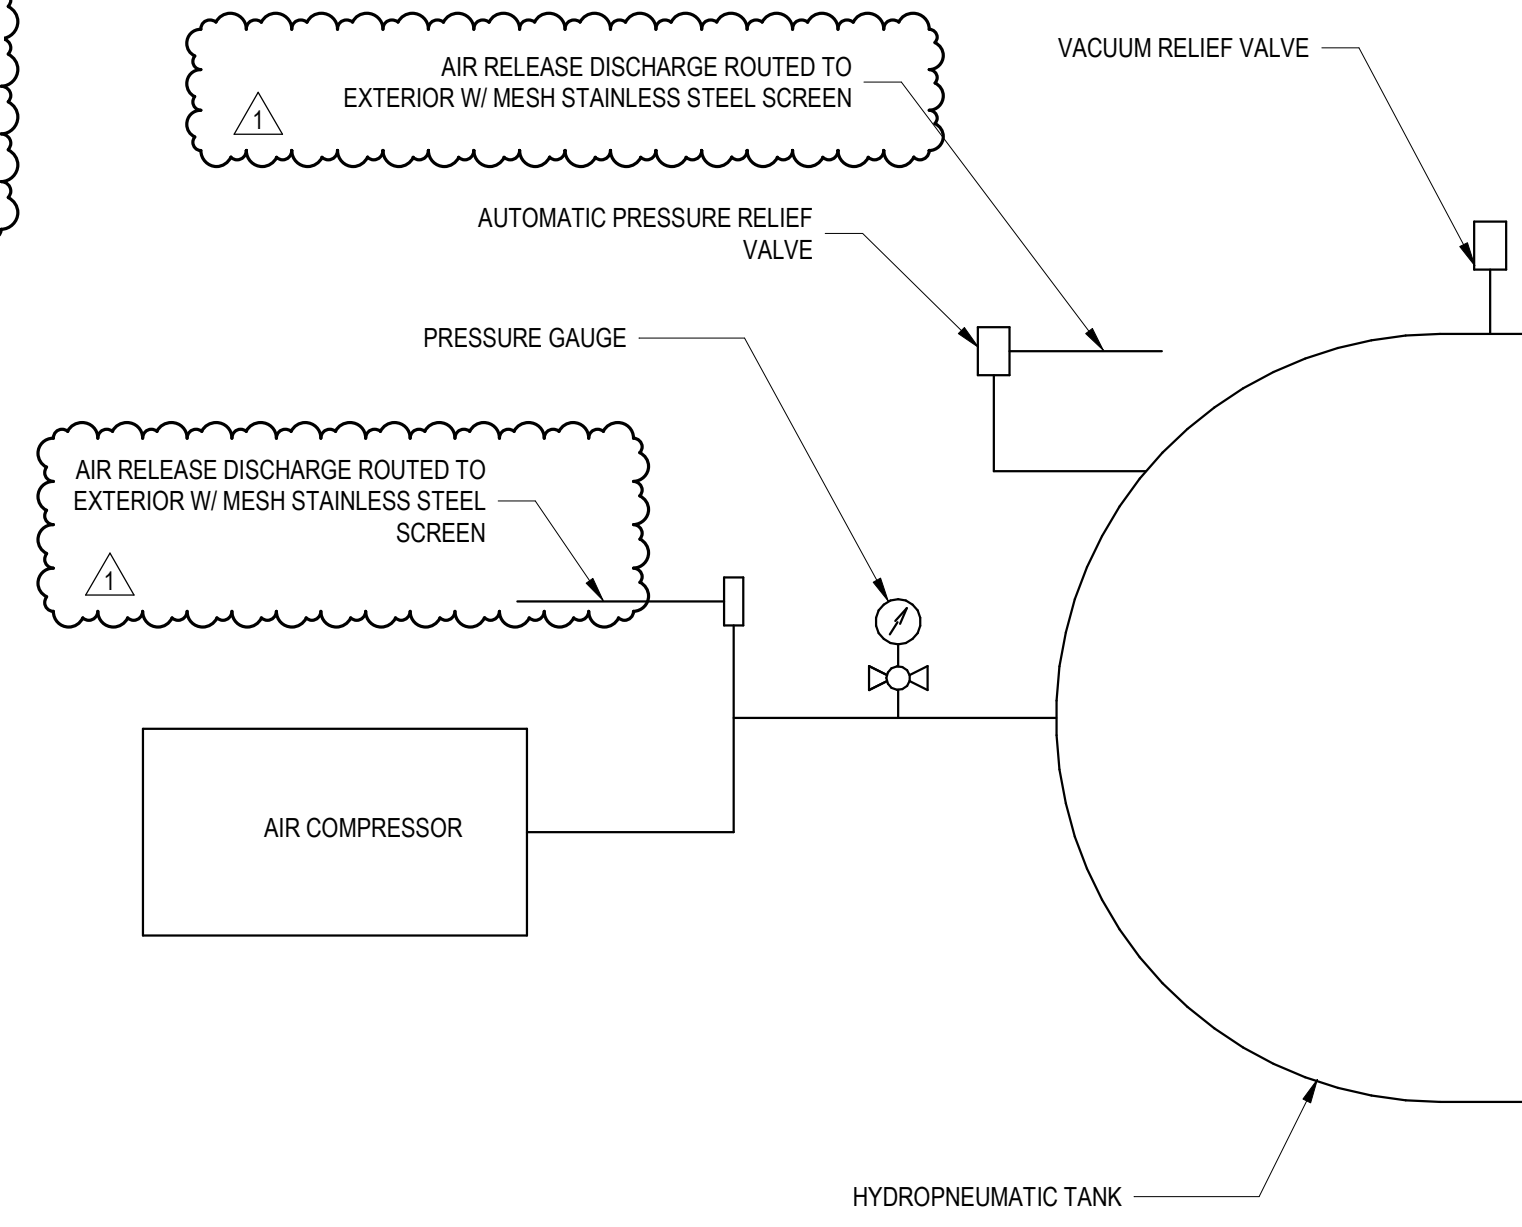 AIR RELEASE DISCHARGE ROUTED TO
EXTERIOR W/ MESH STAINLESS STEEL SCREEN
1
VACUUM RELIEF VALVE
AUTOMATIC PRESSURE RELIEF
VALVE
PRESSURE GAUGE
AIR RELEASE DISCHARGE ROUTED TO
EXTERIOR W/ MESH STAINLESS STEEL
SCREEN
1
AIR COMPRESSOR
HYDROPNEUMATIC TANK